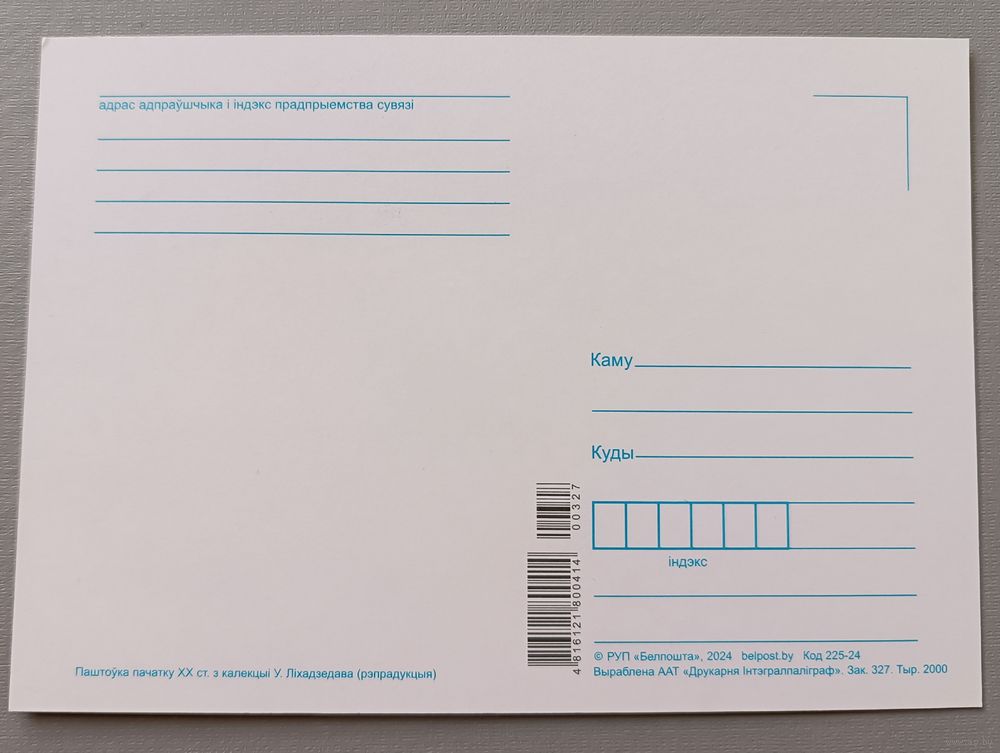 адрас адпраўшчыка і індэкс прадпрыемства сувязі
Каму
Куды
00327
4 816121 800414
індэкс
© РУП «Белпошта», 2024 belpost.by Код 225-24
Выраблена ААТ «Друкарня Інтэгралпаліграф». Зак. 327. Тыр. 2000
Паштоўка пачатку XX ст. з калекцыі У. Ліхадзедава (рэпрадукцыя)